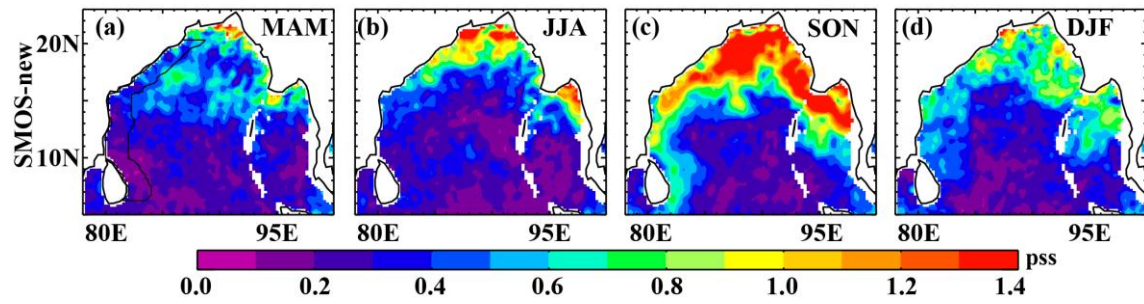 (a) MAM (b) JJA (c) SON (d) DJF
SMOS-new
20N
10N
80E 95E 80E 95E 80E 95E 80E 95E
0.0 0.2 0.4 0.6 0.8 1.0 1.2 1.4 pss